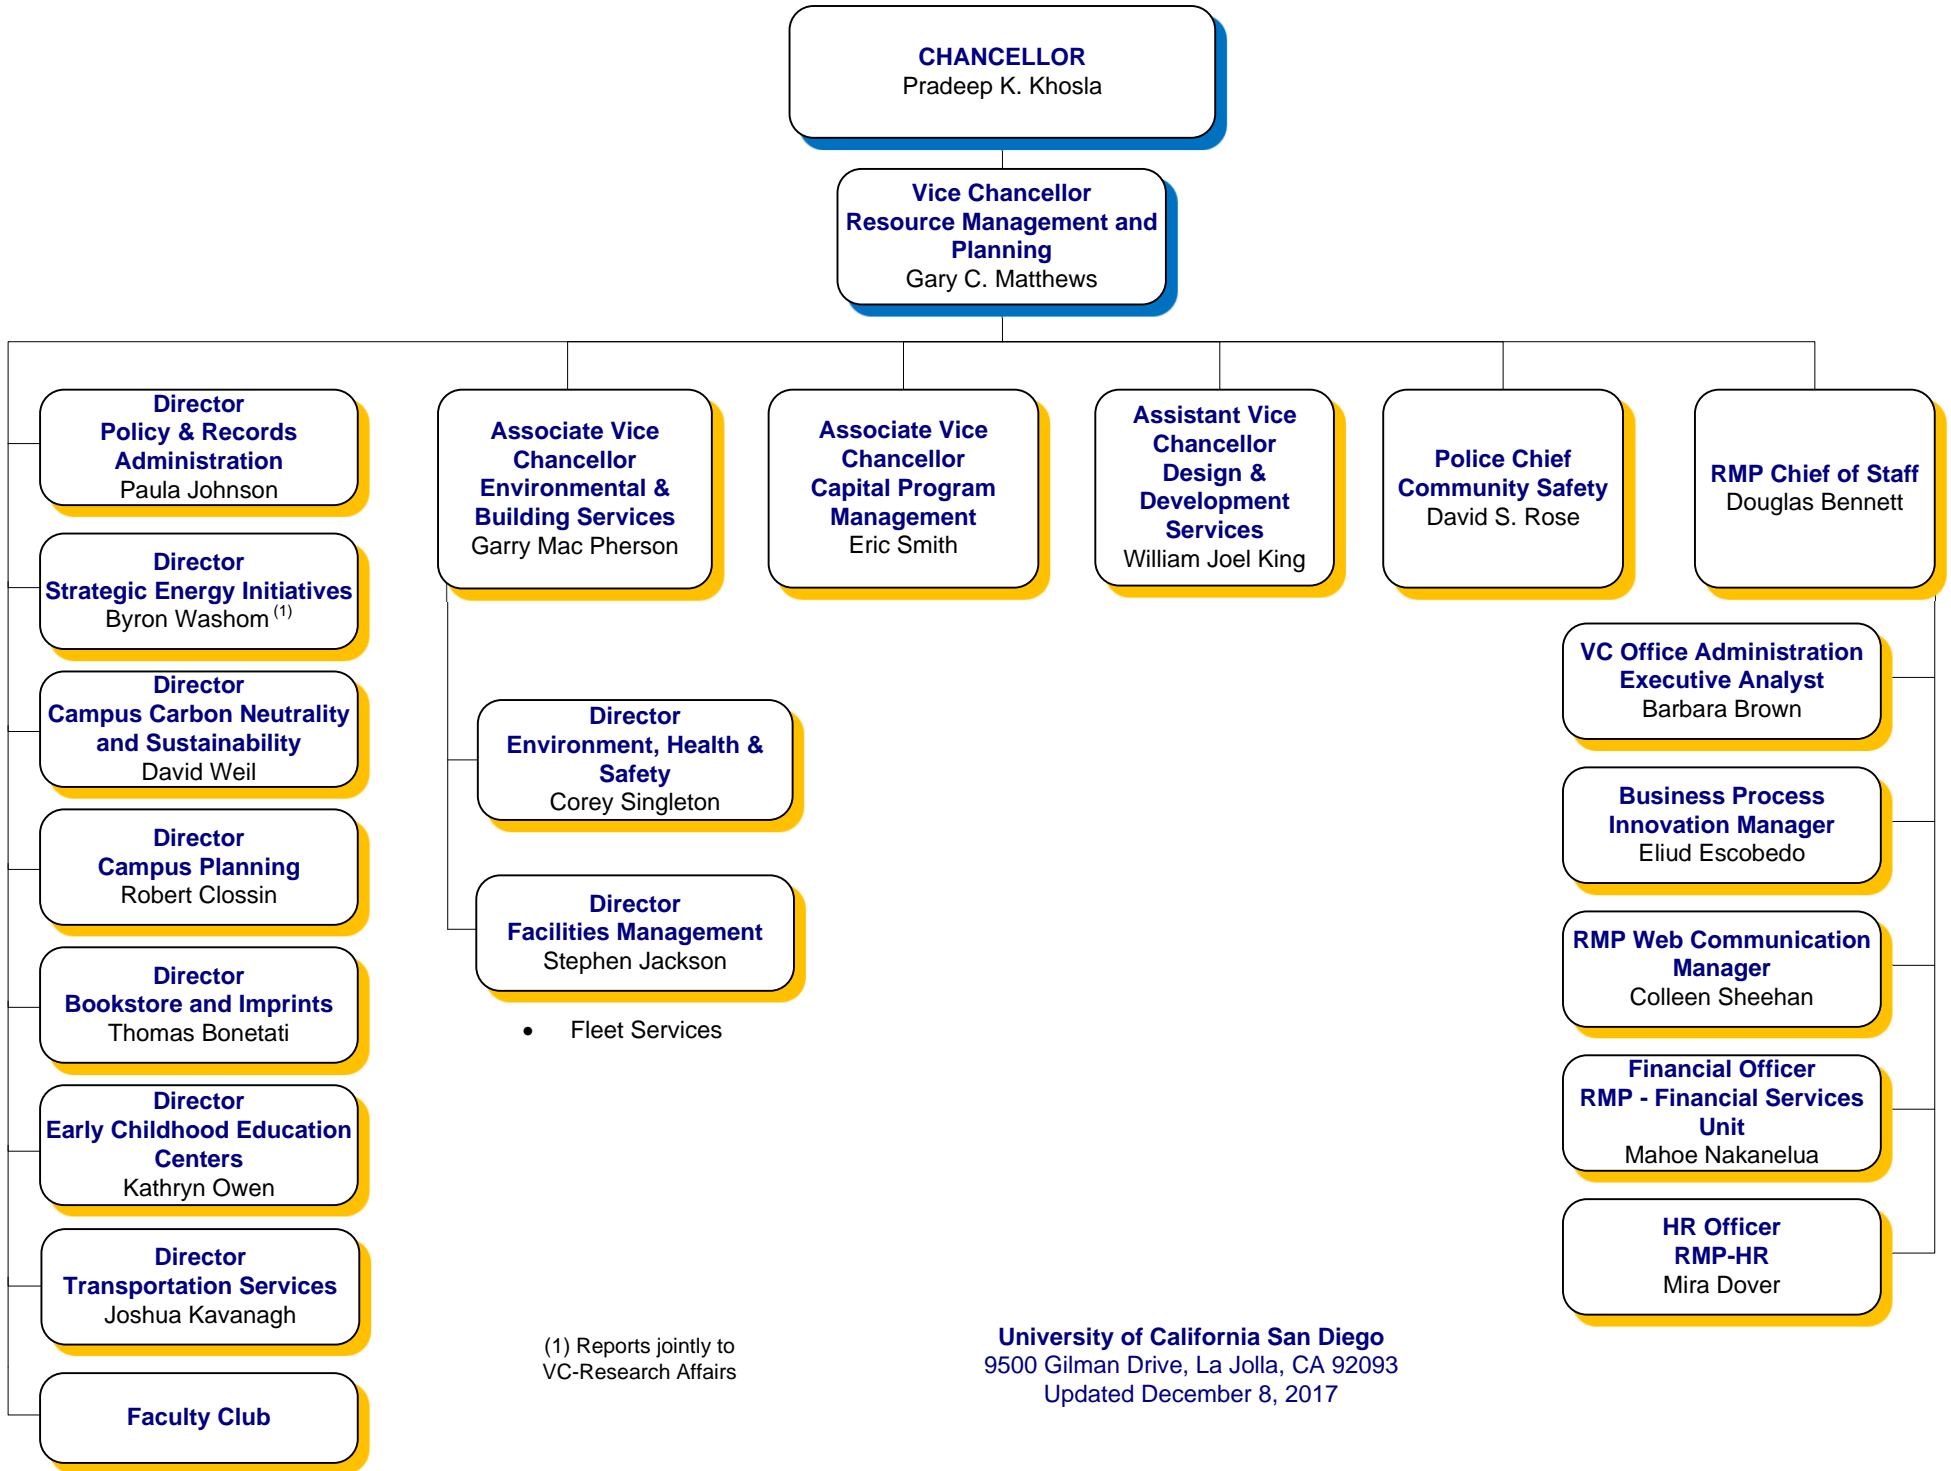 CHANCELLOR
Pradeep K. Khosla
Vice Chancellor
Resource Management and
Planning
Gary C. Matthews
Director
Policy & Records
Administration
Paula Johnson
Director
Strategic Energy Initiatives
Byron Washom (1)
Director
Campus Carbon Neutrality
and Sustainability
David Weil
Director
Campus Planning
Robert Clossin
Director
Bookstore and Imprints
Thomas Bonetati
Director
Early Childhood Education
Centers
Kathryn Owen
Director
Transportation Services
Joshua Kavanagh
Faculty Club
Associate Vice
Chancellor
Environmental &
Building Services
Garry Mac Pherson
Director
Environment, Health &
Safety
Corey Singleton
Director
Facilities Management
Stephen Jackson
• Fleet Services
Associate Vice
Chancellor
Capital Program
Management
Eric Smith
Assistant Vice
Chancellor
Design &
Development
Services
William Joel King
Police Chief
Community Safety
David S. Rose
RMP Chief of Staff
Douglas Bennett
VC Office Administration
Executive Analyst
Barbara Brown
Business Process
Innovation Manager
Eliud Escobedo
RMP Web Communication
Manager
Colleen Sheehan
Financial Officer
RMP - Financial Services
Unit
Mahoe Nakanelua
HR Officer
RMP-HR
Mira Dover
(1) Reports jointly to
VC-Research Affairs
University of California San Diego
9500 Gilman Drive, La Jolla, CA 92093
Updated December 8, 2017